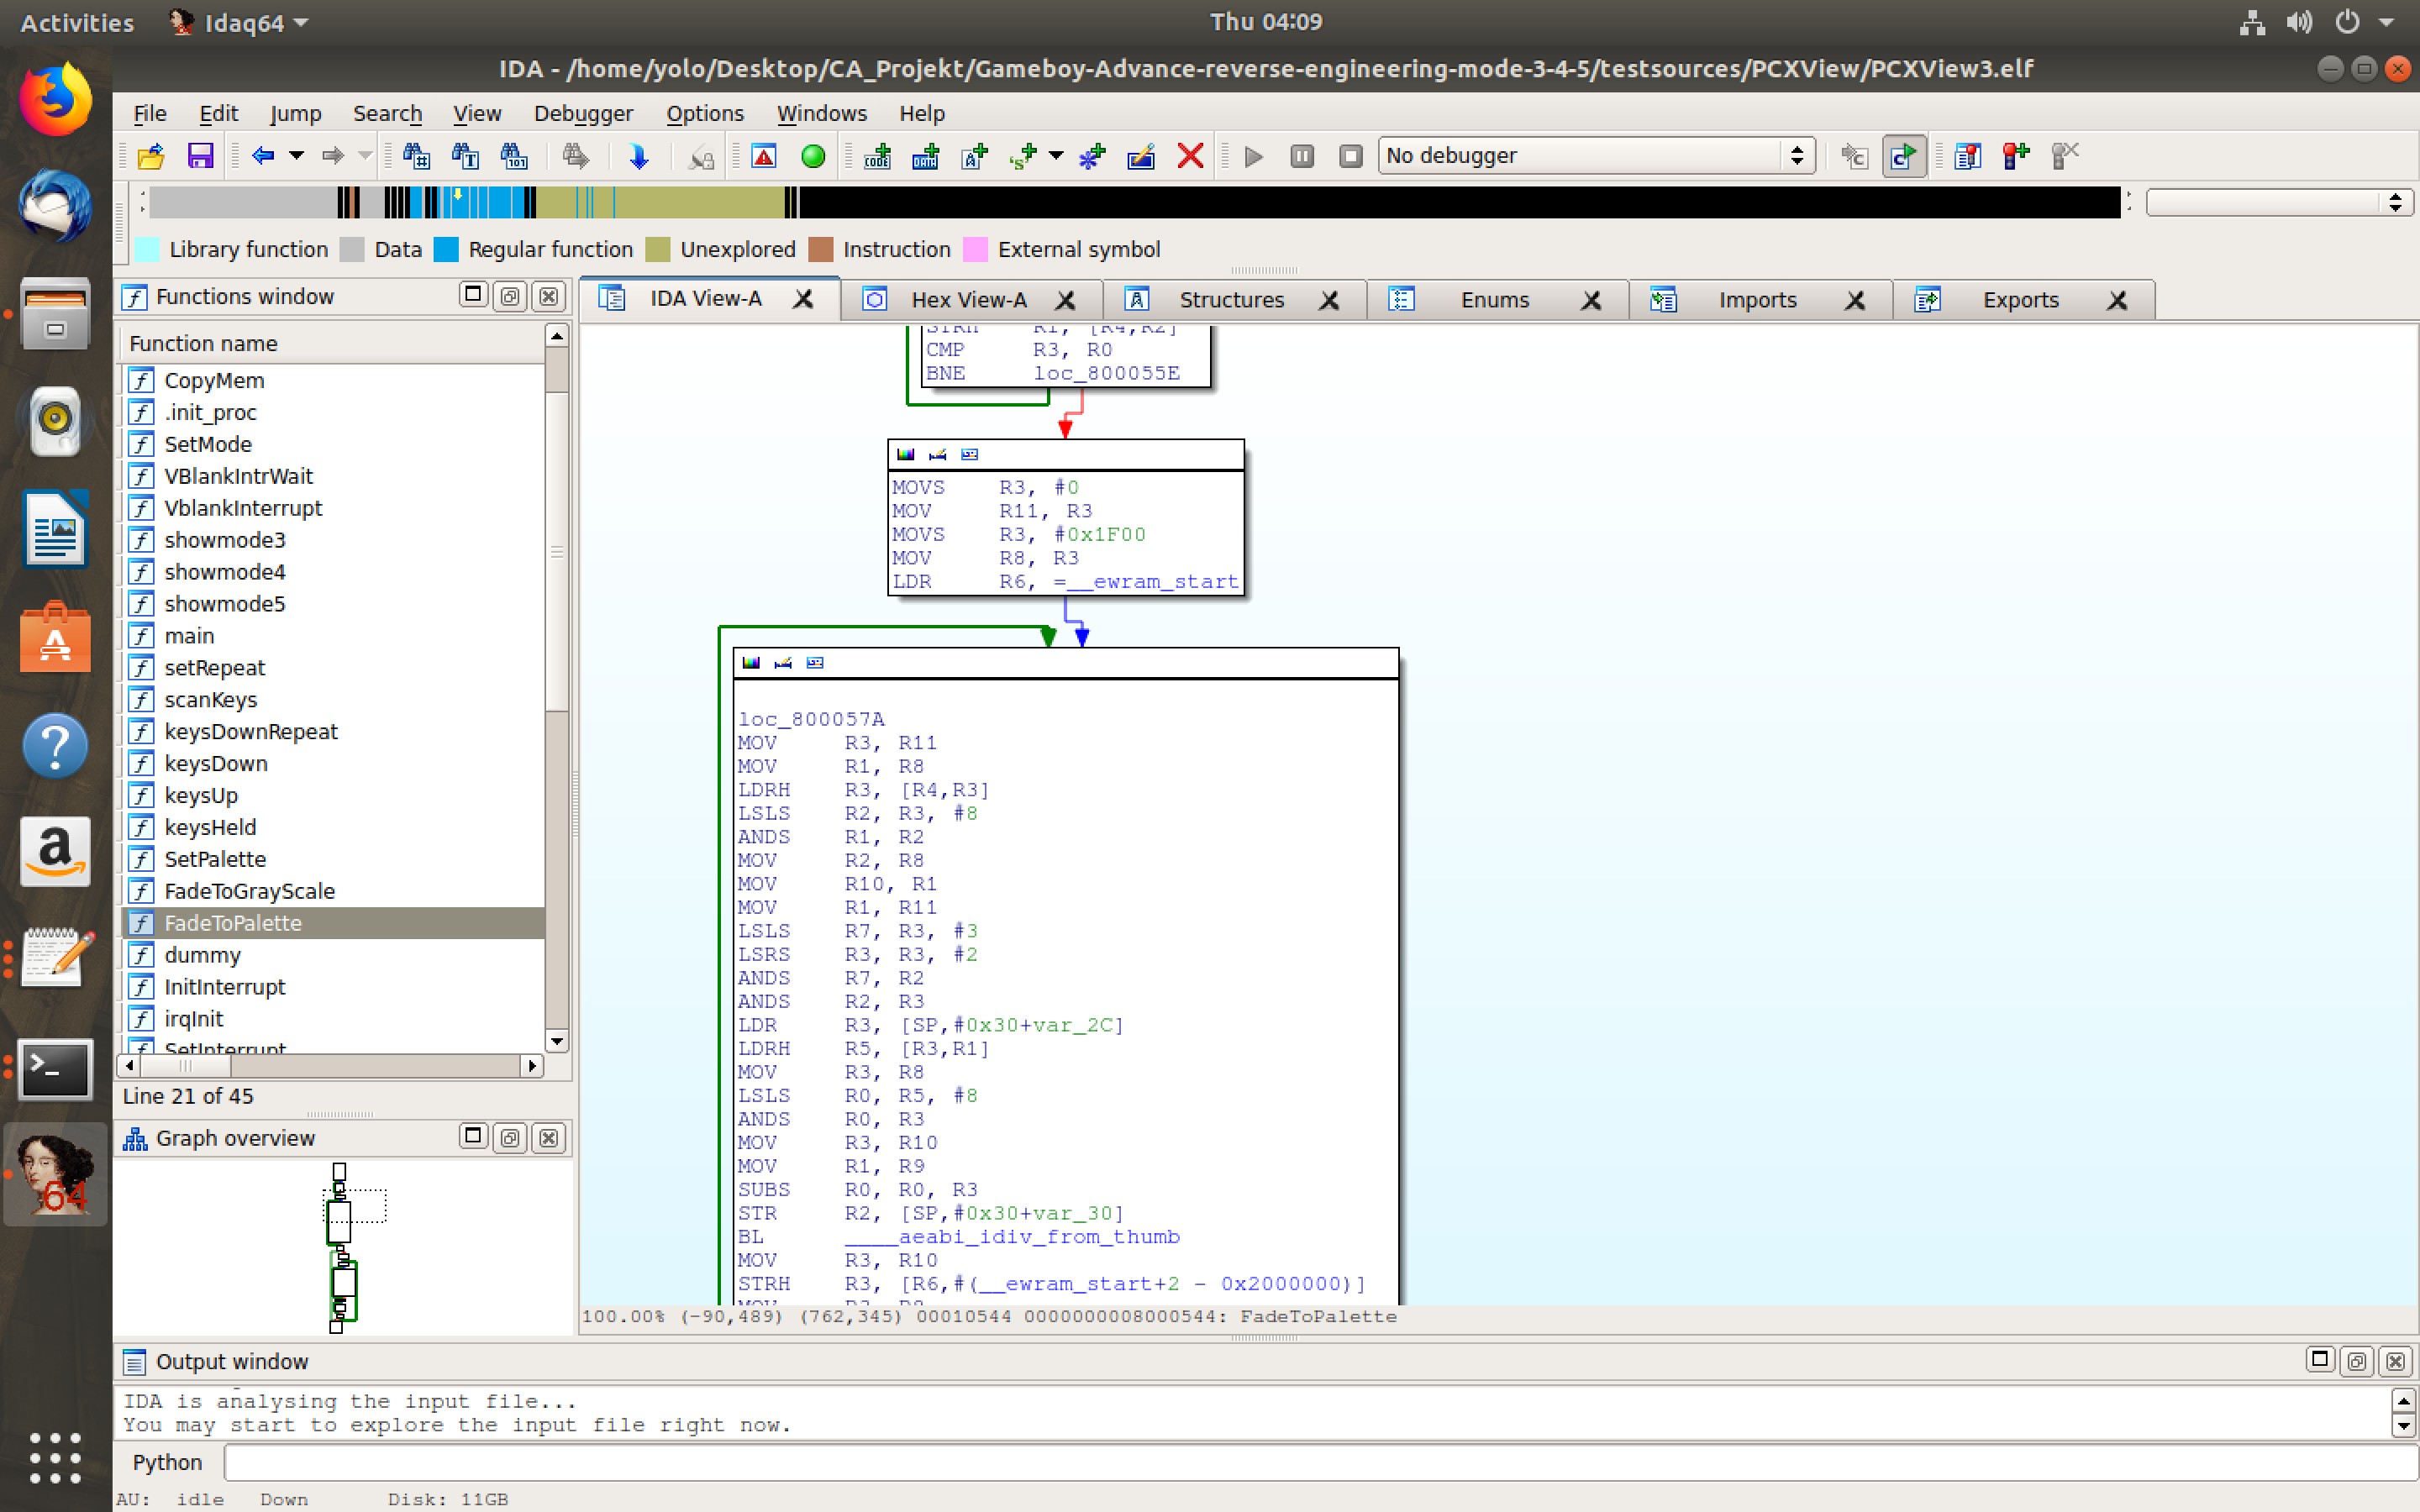 Activities
Idaq64
Thu 04:09
IDA - /home/yolo/Desktop/CA_Projekt/Gameboy-Advance-reverse-engineering-mode-3-4-5/testsources/PCXView/PCXView3.elf
File Edit Jump Search View Debugger Options Windows Help
No debugger
Library function Data Regular function Unexplored Instruction External symbol
Functions window
Function name
CopyMem
.init_proc
SetMode
VBlankIntrWait
VblankInterrupt
showmode3
showmode4
showmode5
main
setRepeat
scanKeys
keysDownRepeat
keysDown
keysUp
keysHeld
SetPalette
FadeToGrayScale
FadeToPalette
dummy
InitInterrupt
irqInit
SetInterrupt
Line 21 of 45
Graph overview
IDA View-A Hex View-A Structures Enums Imports Exports
STRH R1, [R4,R2]
CMP R3, R0
BNE loc_800055E
MOVS R3, #0
MOV R11, R3
MOVS R3, #0x1F00
MOV R8, R3
LDR R6, =__ewram_start
loc_800057A
MOV R3, R11
MOV R1, R8
LDRH R3, [R4,R3]
LSLS R2, R3, #8
ANDS R1, R2
MOV R2, R8
MOV R10, R1
MOV R1, R11
LSLS R7, R3, #3
LSRS R3, R3, #2
ANDS R7, R2
ANDS R2, R3
LDR R3, [SP,#0x30+var_2C]
LDRH R5, [R3,R1]
MOV R3, R8
LSLS R0, R5, #8
ANDS R0, R3
MOV R3, R10
MOV R1, R9
SUBS R0, R0, R3
STR R2, [SP,#0x30+var_30]
BL ____aeabi_idiv_from_thumb
MOV R3, R10
STRH R3, [R6,#(__ewram_start+2 - 0x2000000)]
100.00% (-90,489) (762,345) 00010544 0000000008000544: FadeToPalette
Output window
IDA is analysing the input file...
You may start to explore the input file right now.
Python
AU: idle Down Disk: 11GB